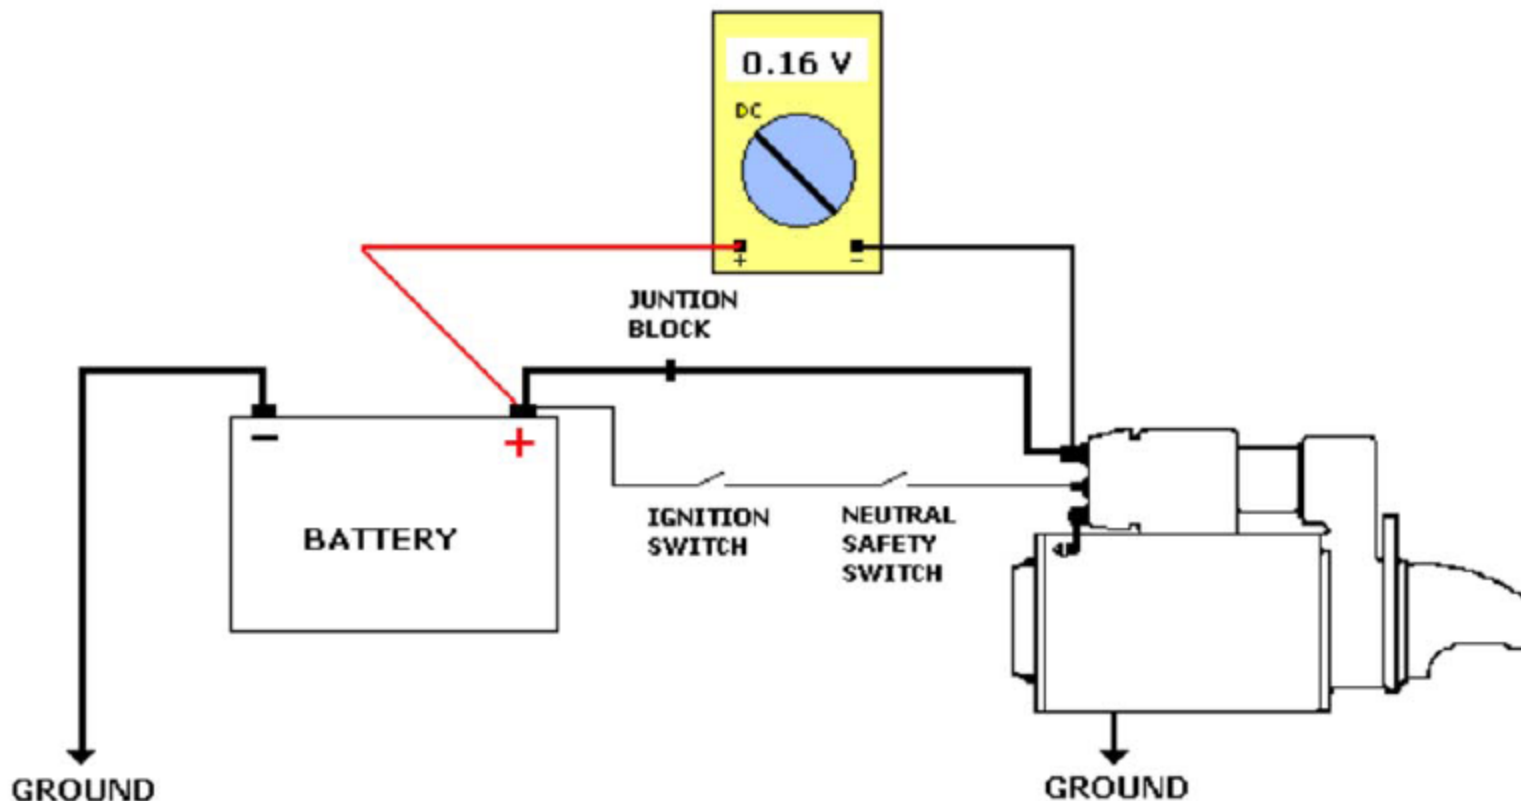 0.16 V
DC
+ −
JUNTION
BLOCK
− +
BATTERY
IGNITION
SWITCH
NEUTRAL
SAFETY
SWITCH
GROUND
GROUND